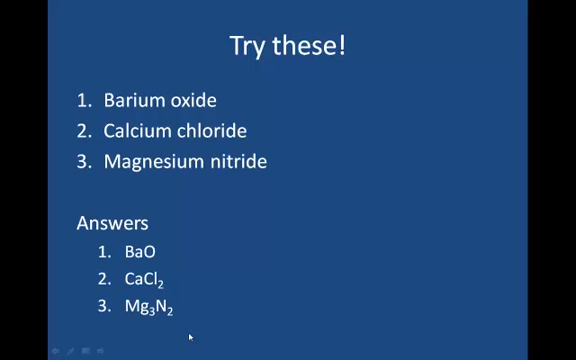 Try these!
1. Barium oxide
2. Calcium chloride
3. Magnesium nitride
Answers
1. BaO
2. CaCl₂
3. Mg₃N₂